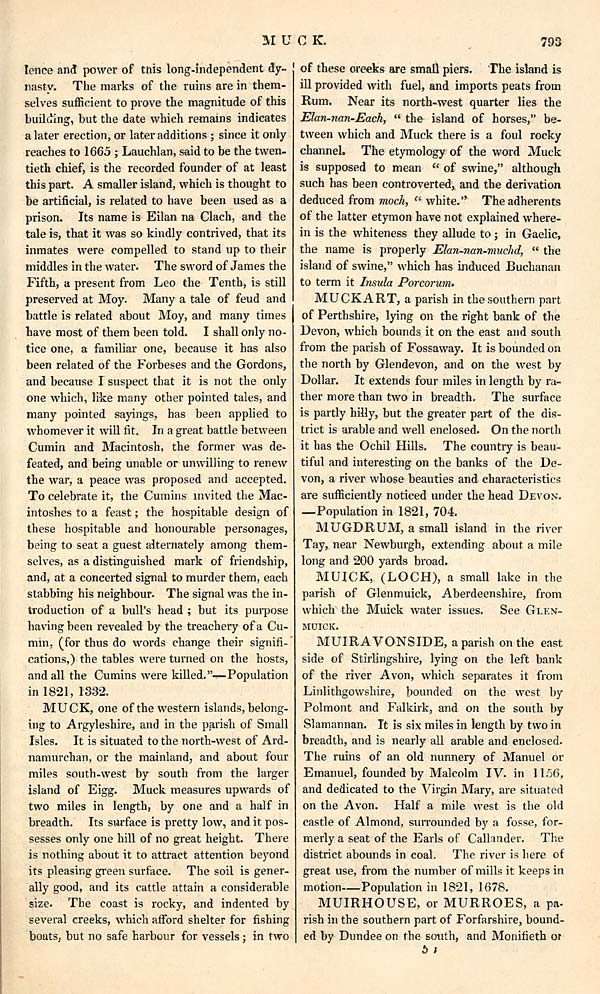 MUCK.
793
lence and power of this long-independent dy-
nasty. The marks of the ruins are in them-
selves sufficient to prove the magnitude of this
building, but the date which remains indicates
a later erection, or later additions ; since it only
reaches to 1665 ; Lauchlan, said to be the twen-
tieth chief, is the recorded founder of at least
this part. A smaller island, which is thought to
be artificial, is related to have been used as a
prison. Its name is Eilan na Clach, and the
tale is, that it was so kindly contrived, that its
inmates were compelled to stand up to their
middles in the water. The sword of James the
Fifth, a present from Leo the Tenth, is still
preserved at Moy. Many a tale of feud and
battle is related about Moy, and many times
have most of them been told. I shall only no-
tice one, a familiar one, because it has also
been related of the Forbeses and the Gordons,
and because I suspect that it is not the only
one which, like many other pointed tales, and
many pointed sayings, has been applied to
whomever it will fit. In a great battle between
Cumin and Macintosh, the former was de-
feated, and being unable or unwilling to renew
the war, a peace was proposed and accepted.
To celebrate it, the Cumins invited the Mac-
intoshes to a feast ; the hospitable design of
these hospitable and honourable personages,
being to seat a guest alternately among them-
selves, as a distinguished mark of friendship,
and, at a concerted signal to murder them, each
stabbing his neighbour. The signal was the in-
troduction of a bull's head ; but its purpose
having been revealed by the treachery of a Cu-
min, (for thus do words change their signifi-
cations,) the tables were turned on the hosts,
and all the Cumins were killed."—Population
in 1821, 1332.
MUCK, one of the western islands, belong-
ing to Argyleshire, and in the parish of Small
Isles. It is situated to the north-west of Ard-
namurchan, or the mainland, and about four
miles south-west by south from the larger
island of Eigg. Muck measures upwards of
two miles in length, by one and a half in
breadth. Its surface is pretty low, and it pos-
sesses only one hill of no great height. There
is nothing about it to attract attention beyond
its pleasing green surface. The soil is gener-
ally good, and its cattle attain a considerable
size. The coast is rocky, and indented by
several creeks, which afford shelter for fishing
boats, but no safe harbour for vessels ; in two
of these creeks are small piers. The island is
ill provided with fuel, and imports peats from
Rum. Near its north-west quarter lies the
Elan-nan-Each, " the island of horses," be-
tween which and Muck there is a foul rocky
channel. The etymology of the word Muck
is supposed to mean " of swine," although
such has been controverted, and the derivation
deduced from moch, " white." The adherents
of the latter etymon have not explained where-
in is the whiteness they allude to ; in Gaelic,
the name is properly Elan-nan-muchd, " the
island of swine," which has induced Buchanan
to term it Insula Porcorum.
MUCKART, a parish in the southern part
of Perthshire, lying on the right bank of the
Devon, which bounds it on the east and south
from the parish of Fossaway. It is bounded on
the north by Glendevon, and on the west by
Dollar. It extends four miles in length by ra-
ther more than two in breadth. The surface
is partly hilly, but the greater part of the dis-
trict is arable and well enclosed. On the north
it has the Ochil Hills. The country is beau-
tiful and interesting on the banks of the De-
von, a river whose beauties and characteristics
are sufficiently noticed under the head DEVON.
—Population in 1821, 704.
MUGDRUM, a small island in the river
Tay, near Newburgh, extending about a mile
long and 200 yards broad.
MUICK, (LOCH), a small lake in the
parish of Glenmuick, Aberdeenshire, from
which the Muick water issues. See GLEN-
MUICK.
MUIRAVONSIDE, a parish on the east
side of Stirlingshire, lying on the left bank
of the river Avon, which separates it from
Linlithgowshire, bounded on the west by
Polmont and Falkirk, and on the south by
Slamannan. It is six miles in length by two in
breadth, and is nearly all arable and enclosed.
The ruins of an old nunnery of Manuel or
Emanuel, founded by Malcolm IV. in 1156,
and dedicated to the Virgin Mary, are situated
on the Avon. Half a mile west is the old
castle of Almond, surrounded by a fosse, for-
merly a seat of the Earls of Callander. The
district abounds in coal. The river is here of
great use, from the number of mills it keeps in
motion—Population in 1821, 1678.
MUIRHOUSE, or MURROES, a pa-
rish in the southern part of Forfarshire, bound-
ed by Dundee on the south, and Monifieth or
5 I